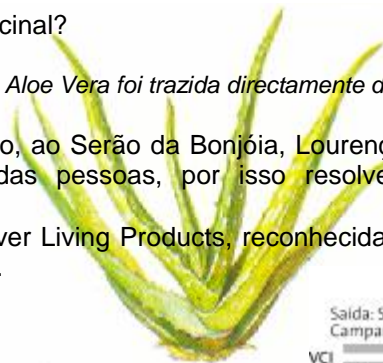 cinal?
Aloe Vera foi trazida directamente d
o, ao Serão da Bonjóia, Lourenç
das pessoas, por isso resolve
ver Living Products, reconhecida
.
Saída: S
Campa
VCI